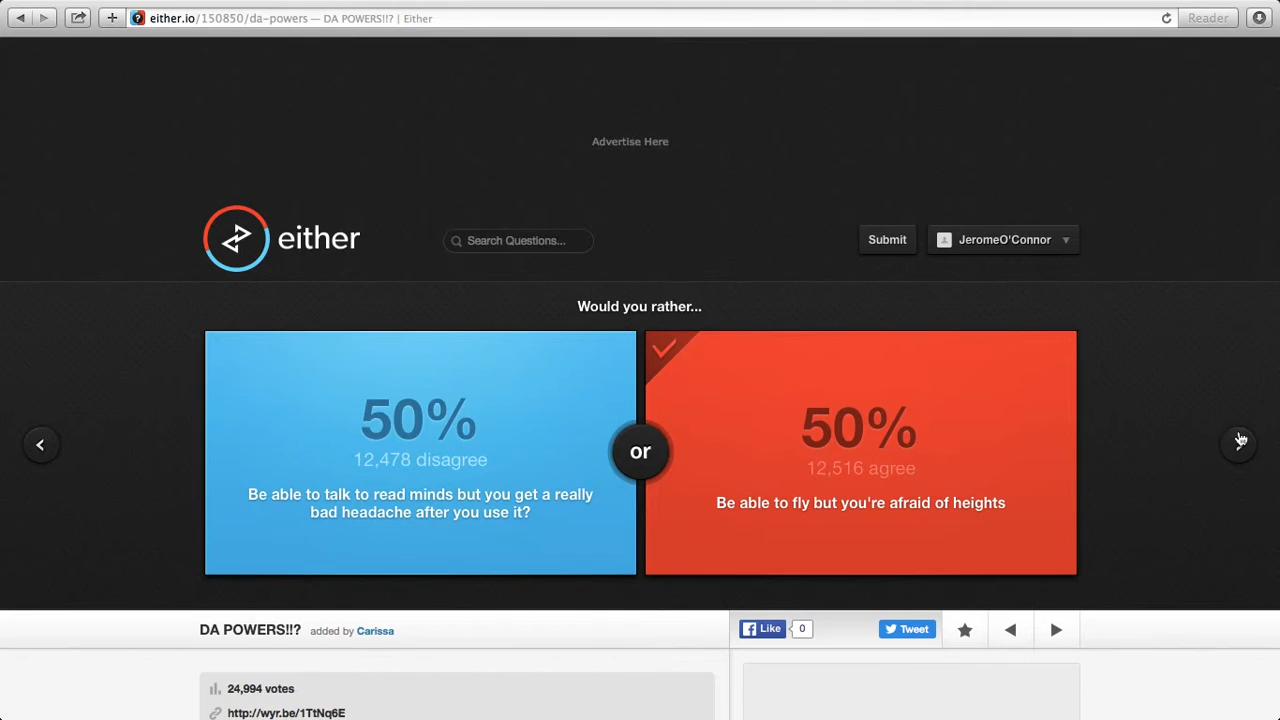 either.io/150850/da-powers — DA POWERS!!? | Either
Reader
Advertise Here
either
Search Questions...
Submit
JeromeO'Connor
Would you rather...
50%
12,478 disagree
Be able to talk to read minds but you get a really
bad headache after you use it?
or
50%
12,516 agree
Be able to fly but you're afraid of heights
DA POWERS!!? added by Carissa
Like 0
Tweet
24,994 votes
http://wyr.be/1TtNq6E